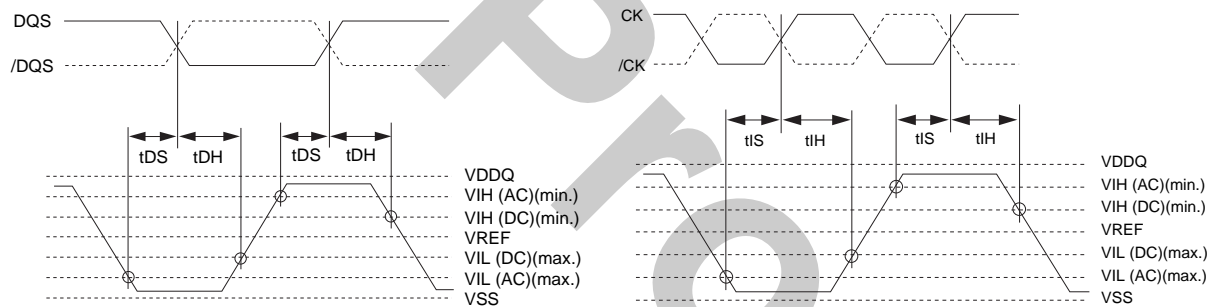 DQS
/DQS
tDS
tDH
tDS
tDH
VDDQ
VIH (AC)(min.)
VIH (DC)(min.)
VREF
VIL (DC)(max.)
VIL (AC)(max.)
VSS
CK
/CK
tIS
tIH
tIS
tIH
VDDQ
VIH (AC)(min.)
VIH (DC)(min.)
VREF
VIL (DC)(max.)
VIL (AC)(max.)
VSS
Pro